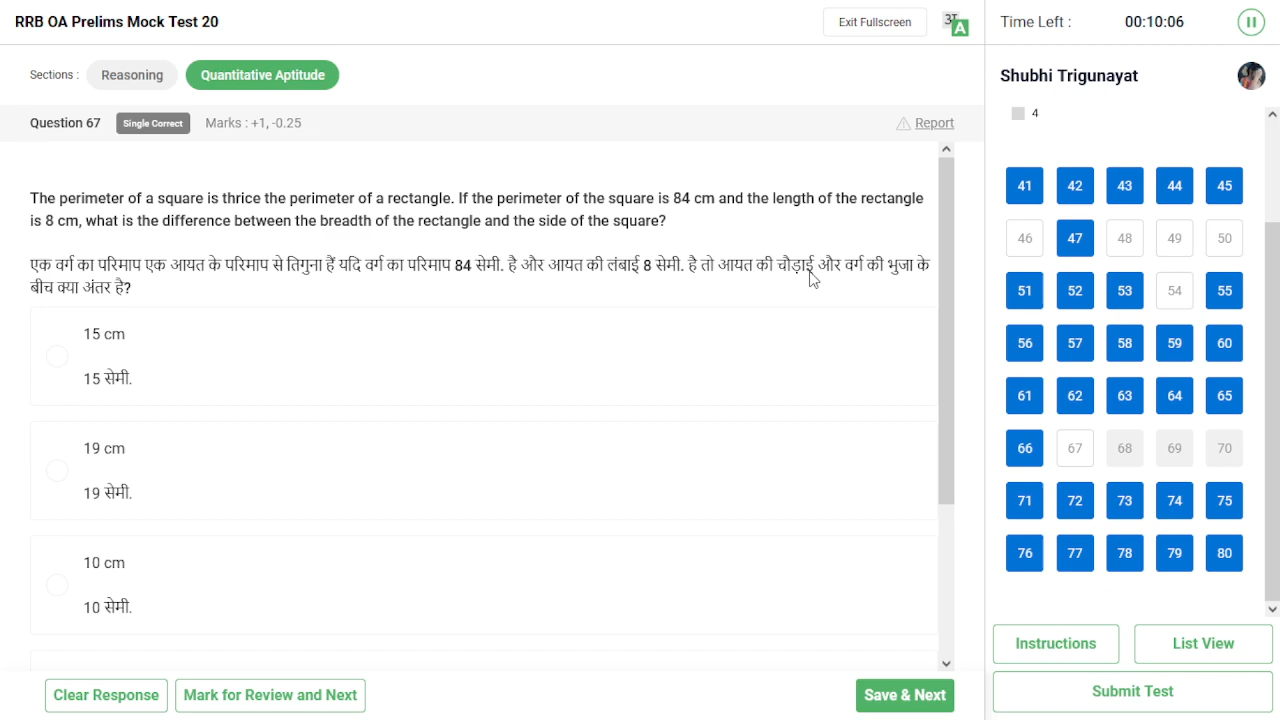 RRB OA Prelims Mock Test 20
Exit Fullscreen
A
Time Left :
00:10:06
Sections :
Reasoning
Quantitative Aptitude
Shubhi Trigunayat
Question 67
Single Correct
Marks : +1, -0.25
Report
4
The perimeter of a square is thrice the perimeter of a rectangle. If the perimeter of the square is 84 cm and the length of the rectangle
is 8 cm, what is the difference between the breadth of the rectangle and the side of the square?
एक वर्ग का परिमाप एक आयत के परिमाप से तिगुना हैं यदि वर्ग का परिमाप 84 सेमी. है और आयत की लंबाई 8 सेमी. है तो आयत की चौड़ाई और वर्ग की भुजा के
बीच क्या अंतर है?
15 cm
15 सेमी.
19 cm
19 सेमी.
10 cm
10 सेमी.
41 42 43 44 45
46 47 48 49 50
51 52 53 54 55
56 57 58 59 60
61 62 63 64 65
66 67 68 69 70
71 72 73 74 75
76 77 78 79 80
Instructions
List View
Clear Response
Mark for Review and Next
Save & Next
Submit Test